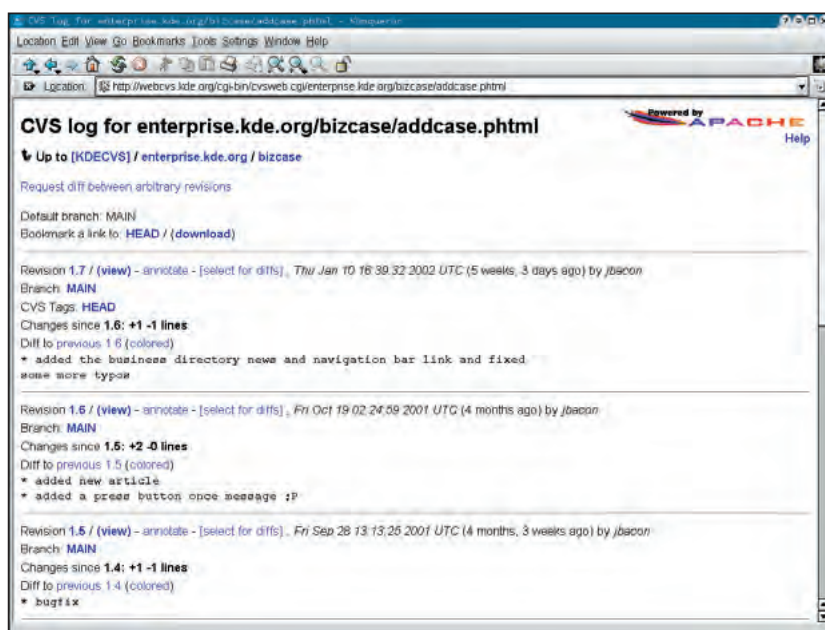 CVS log for enterprise.kde.org/bizcase/addcase.phtml - Konqueror
Location Edit View Go Bookmarks Tools Settings Window Help
Location: http://webcvs.kde.org/cgi-bin/cvsweb.cgi/enterprise.kde.org/bizcase/addcase.phtml
CVS log for enterprise.kde.org/bizcase/addcase.phtml
Powered by
APACHE
Help
Up to [KDECVS] / enterprise.kde.org / bizcase
Request diff between arbitrary revisions
Default branch: MAIN
Bookmark a link to: HEAD / (download)
Revision 1.7 / (view) - annotate - [select for diffs] , Thu Jan 10 16:39:32 2002 UTC (5 weeks, 3 days ago) by jbacon
Branch: MAIN
CVS Tags: HEAD
Changes since 1.6: +1 -1 lines
Diff to previous 1.6 (colored)
* added the business directory news and navigation bar link and fixed
some more typos
Revision 1.6 / (view) - annotate - [select for diffs] , Fri Oct 19 02:24:59 2001 UTC (4 months ago) by jbacon
Branch: MAIN
Changes since 1.5: +2 -0 lines
Diff to previous 1.5 (colored)
* added new article
* added a press button once message ;P
Revision 1.5 / (view) - annotate - [select for diffs] , Fri Sep 28 13:13:25 2001 UTC (4 months, 3 weeks ago) by jbacon
Branch: MAIN
Changes since 1.4: +1 -1 lines
Diff to previous 1.4 (colored)
* bugfix